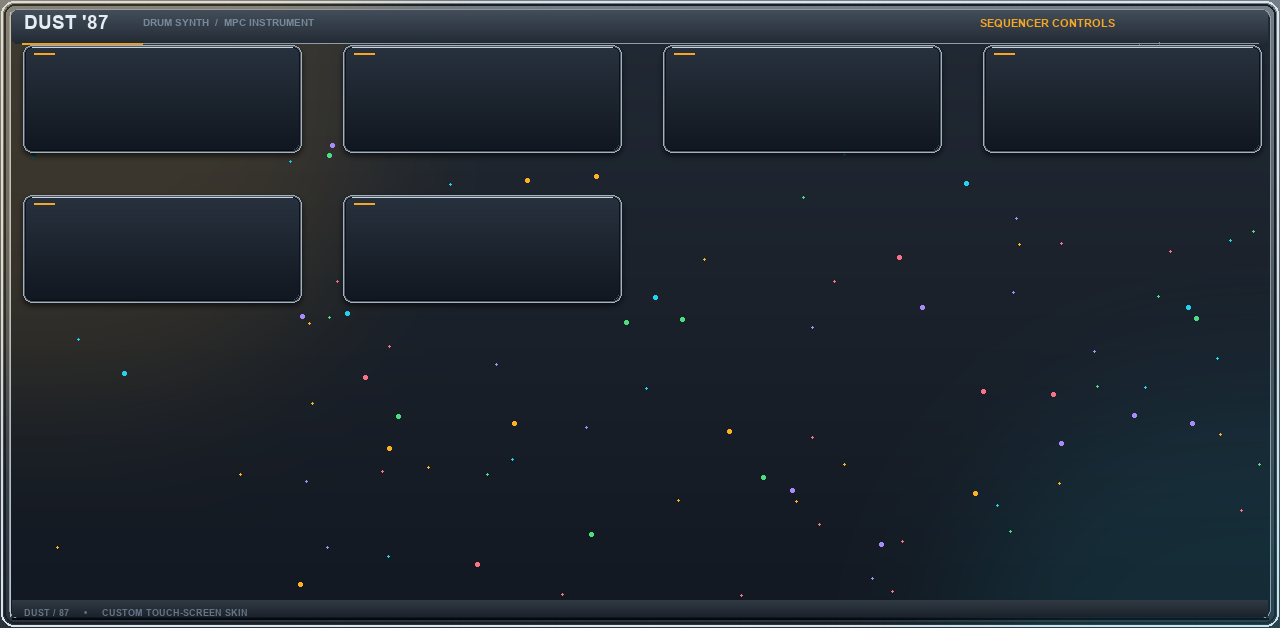 DUST '87 DRUM SYNTH / MPC INSTRUMENT SEQUENCER CONTROLS
DUST / 87 • CUSTOM TOUCH-SCREEN SKIN